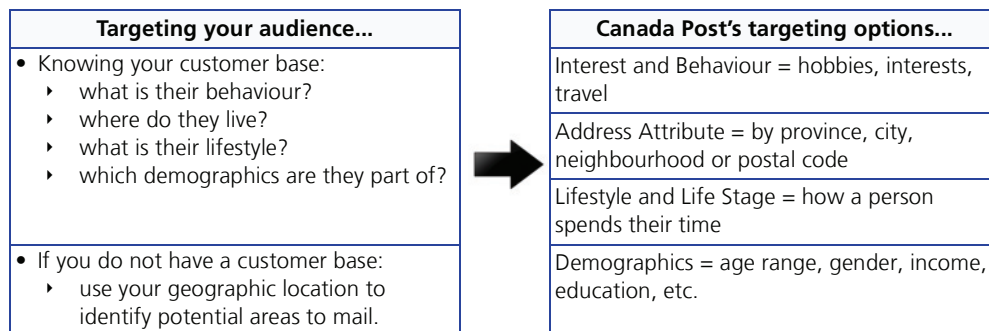 Targeting your audience...
• Knowing your customer base:
‣ what is their behaviour?
‣ where do they live?
‣ what is their lifestyle?
‣ which demographics are they part of?
• If you do not have a customer base:
‣ use your geographic location to
identify potential areas to mail.
Canada Post’s targeting options...
Interest and Behaviour = hobbies, interests,
travel
Address Attribute = by province, city,
neighbourhood or postal code
Lifestyle and Life Stage = how a person
spends their time
Demographics = age range, gender, income,
education, etc.